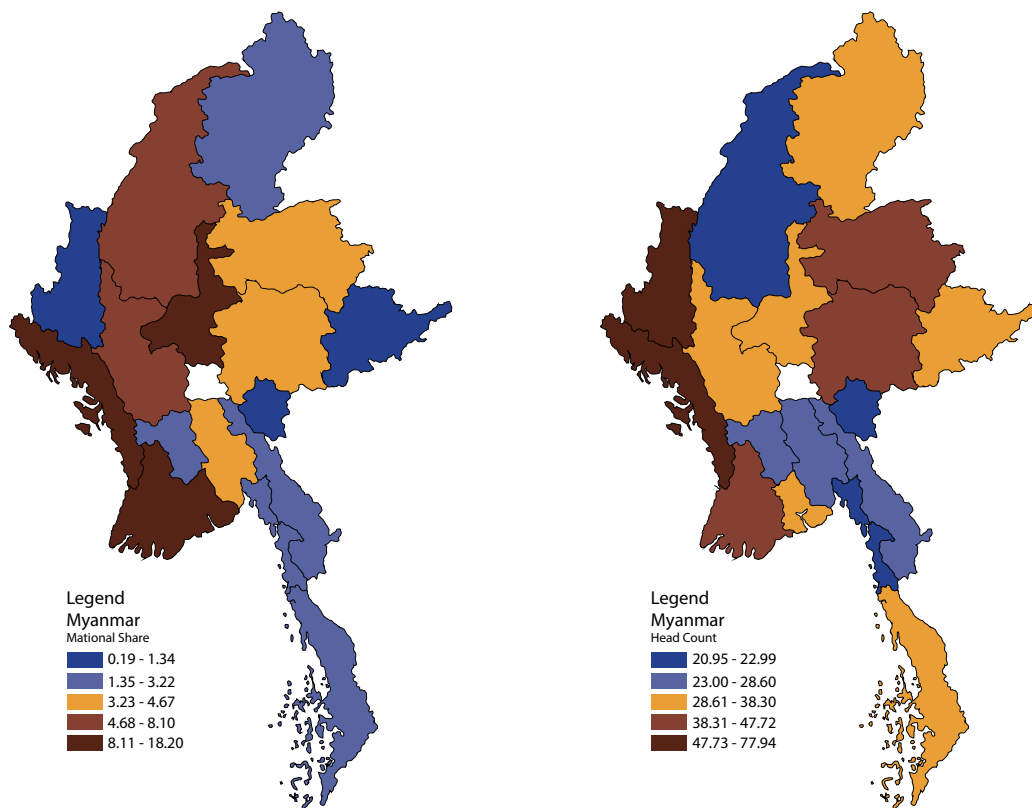 Legend
Myanmar
Mational Share
0.19 - 1.34
1.35 - 3.22
3.23 - 4.67
4.68 - 8.10
8.11 - 18.20
Legend
Myanmar
Head Count
20.95 - 22.99
23.00 - 28.60
28.61 - 38.30
38.31 - 47.72
47.73 - 77.94